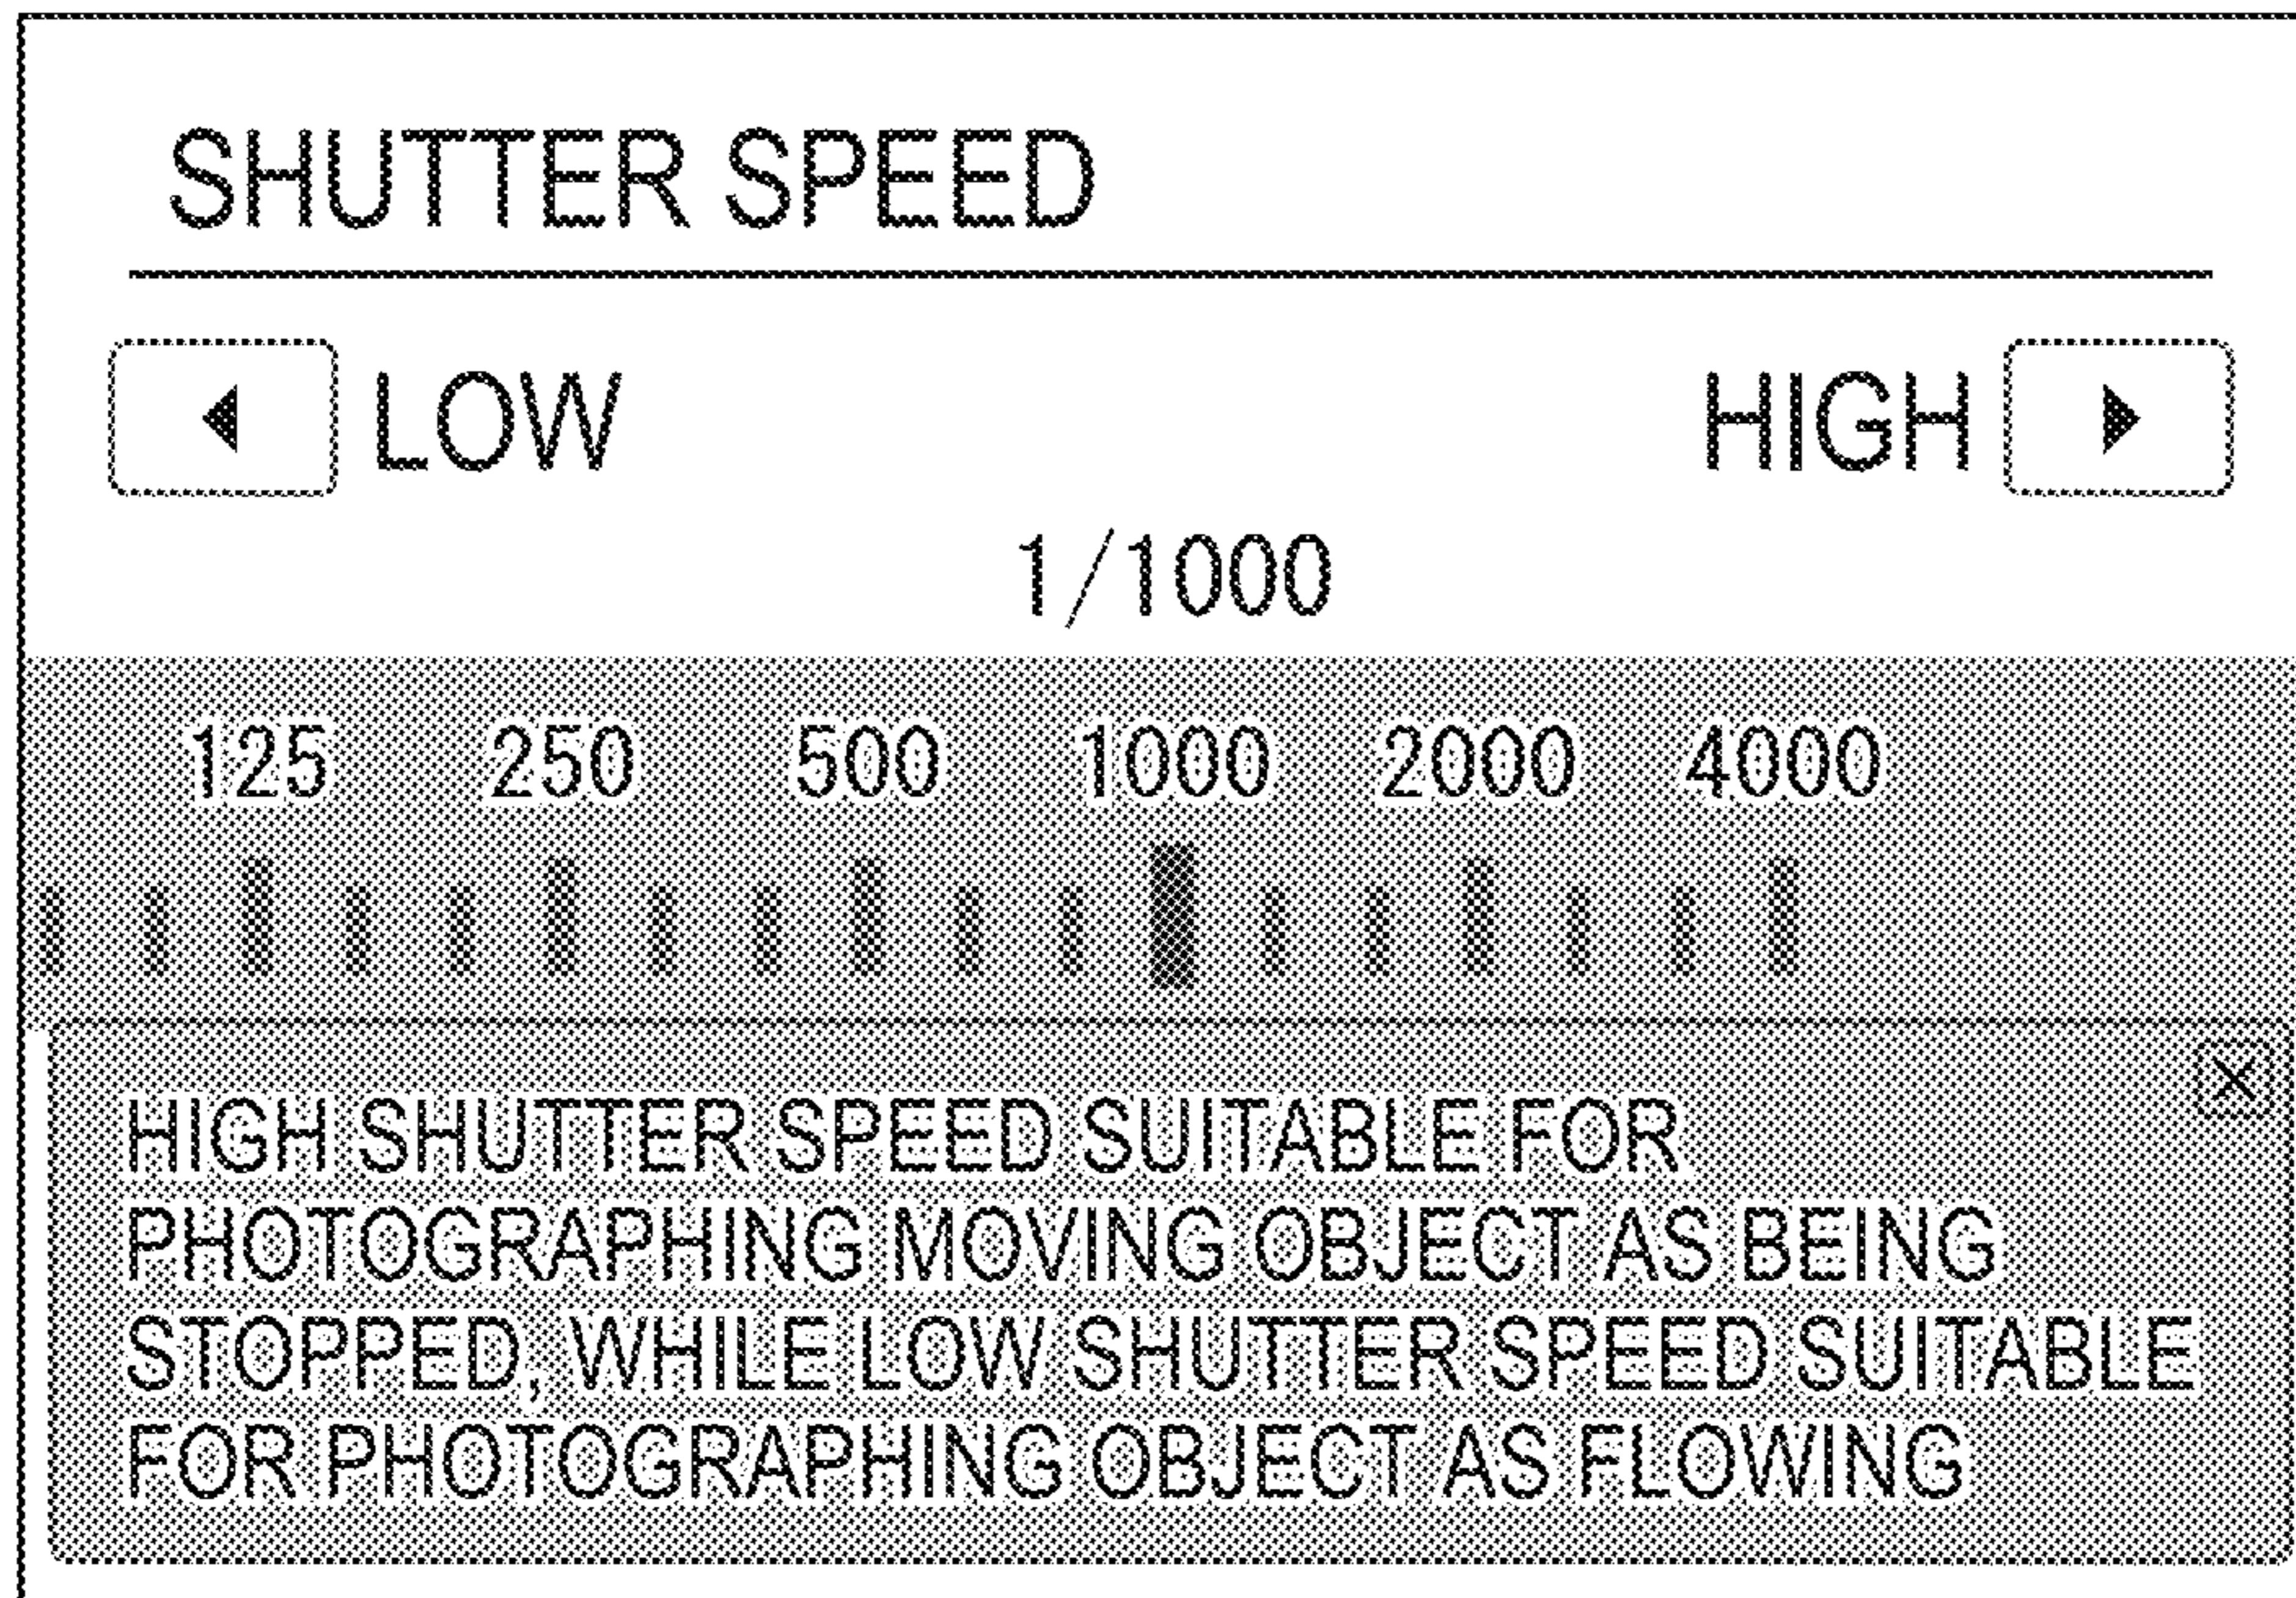 SHUTTER SPEED
LOW HIGH
1/1000
125 250 500 1000 2000 4000
HIGH SHUTTER SPEED SUITABLE FOR
PHOTOGRAPHING MOVING OBJECT AS BEING
STOPPED, WHILE LOW SHUTTER SPEED SUITABLE
FOR PHOTOGRAPHING OBJECT AS FLOWING